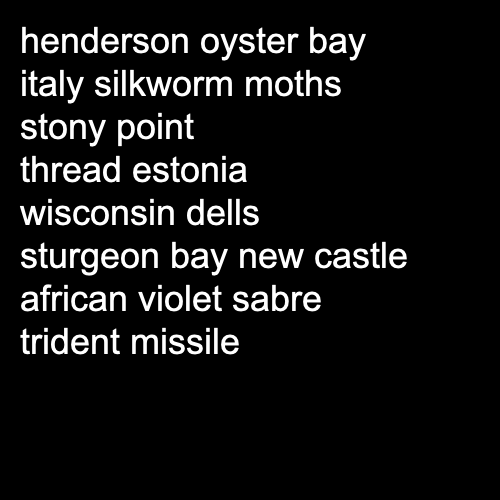 henderson oyster bay
italy silkworm moths
stony point
thread estonia
wisconsin dells
sturgeon bay new castle
african violet sabre
trident missile